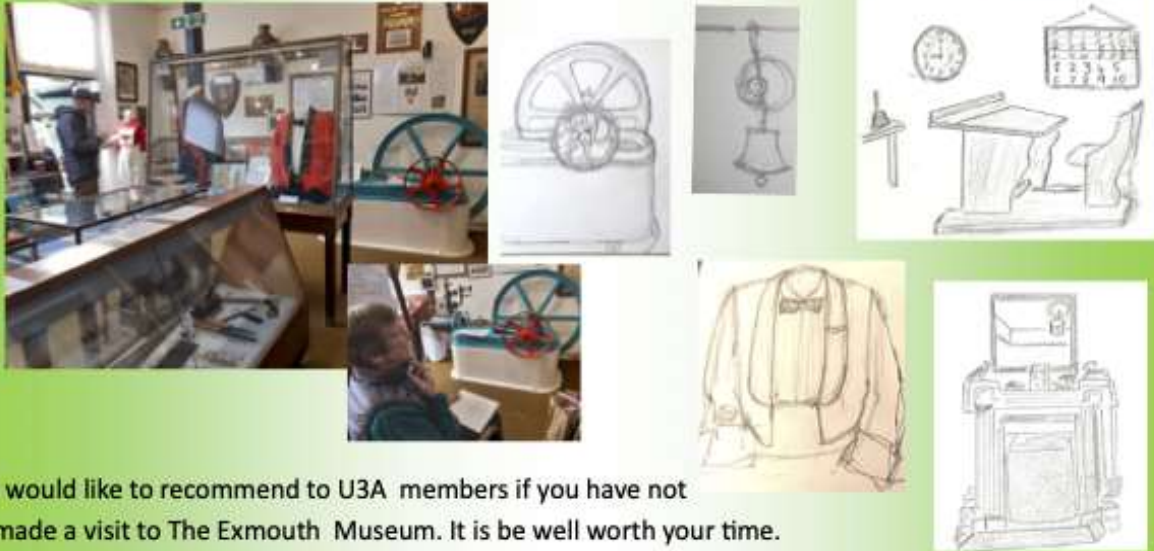 would like to recommend to U3A members if you have not
made a visit to The Exmouth Museum. It is be well worth your time.